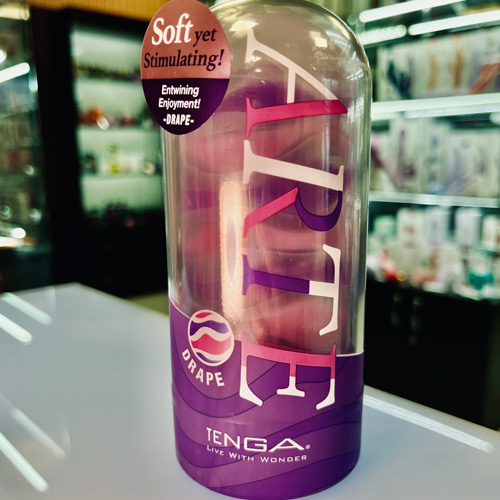 Soft yet
Stimulating!
Entwining
Enjoyment!
-DRAPE-
ARTE
DRAPE
TENGA®
LIVE WITH WONDER